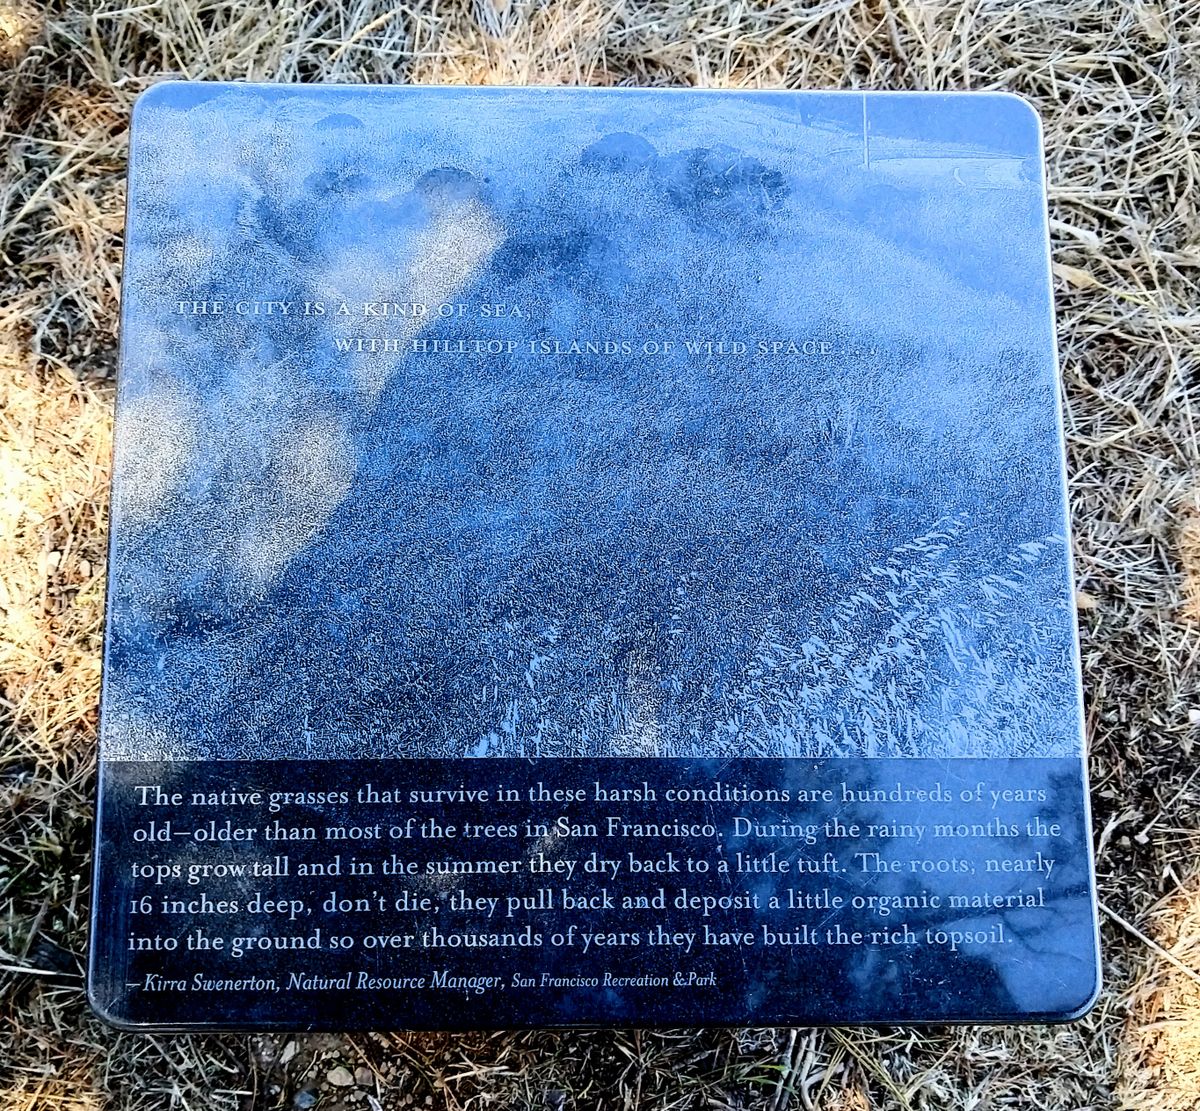 THE CITY IS A KIND OF SEA,
WITH HILLTOP ISLANDS OF WILD SPACE
The native grasses that survive in these harsh conditions are hundreds of years
old—older than most of the trees in San Francisco. During the rainy months the
tops grow tall and in the summer they dry back to a little tuft. The roots, nearly
16 inches deep, don't die, they pull back and deposit a little organic material
into the ground so over thousands of years they have built the rich topsoil.
—Kirra Swenerton, Natural Resource Manager, San Francisco Recreation & Park